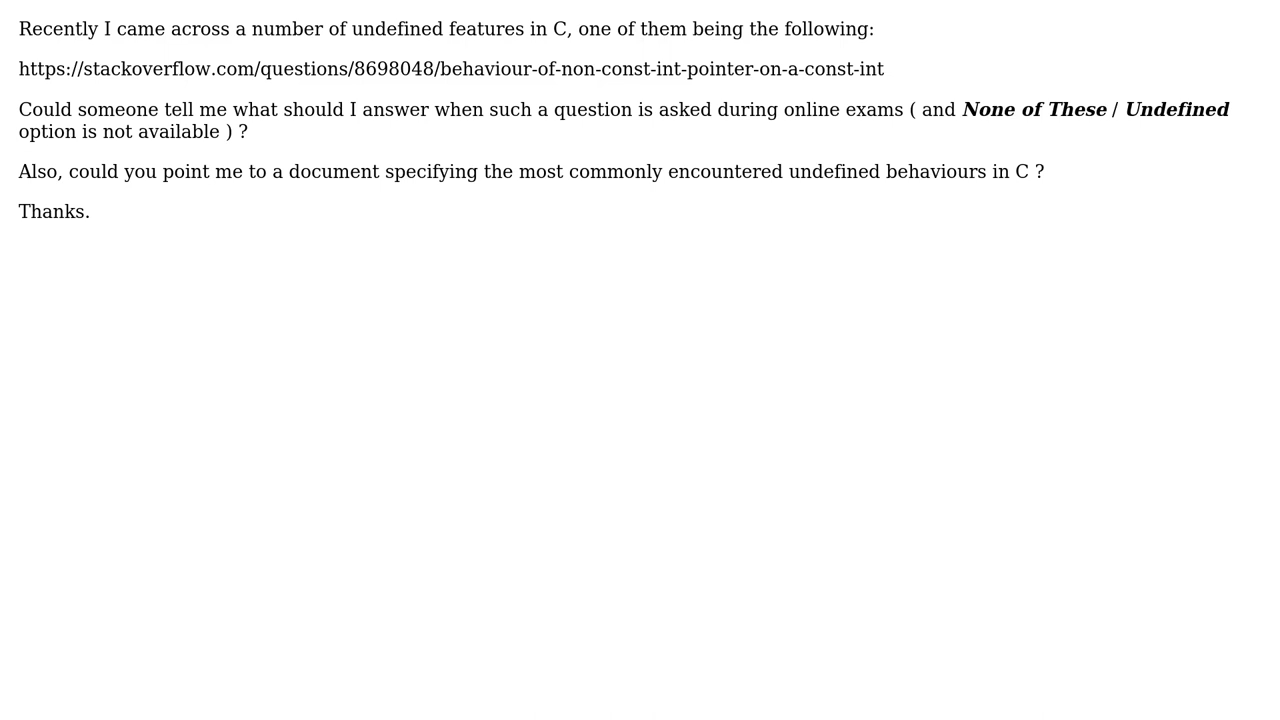 Recently I came across a number of undefined features in C, one of them being the following:
https://stackoverflow.com/questions/8698048/behaviour-of-non-const-int-pointer-on-a-const-int
Could someone tell me what should I answer when such a question is asked during online exams ( and None of These / Undefined
option is not available ) ?
Also, could you point me to a document specifying the most commonly encountered undefined behaviours in C ?
Thanks.